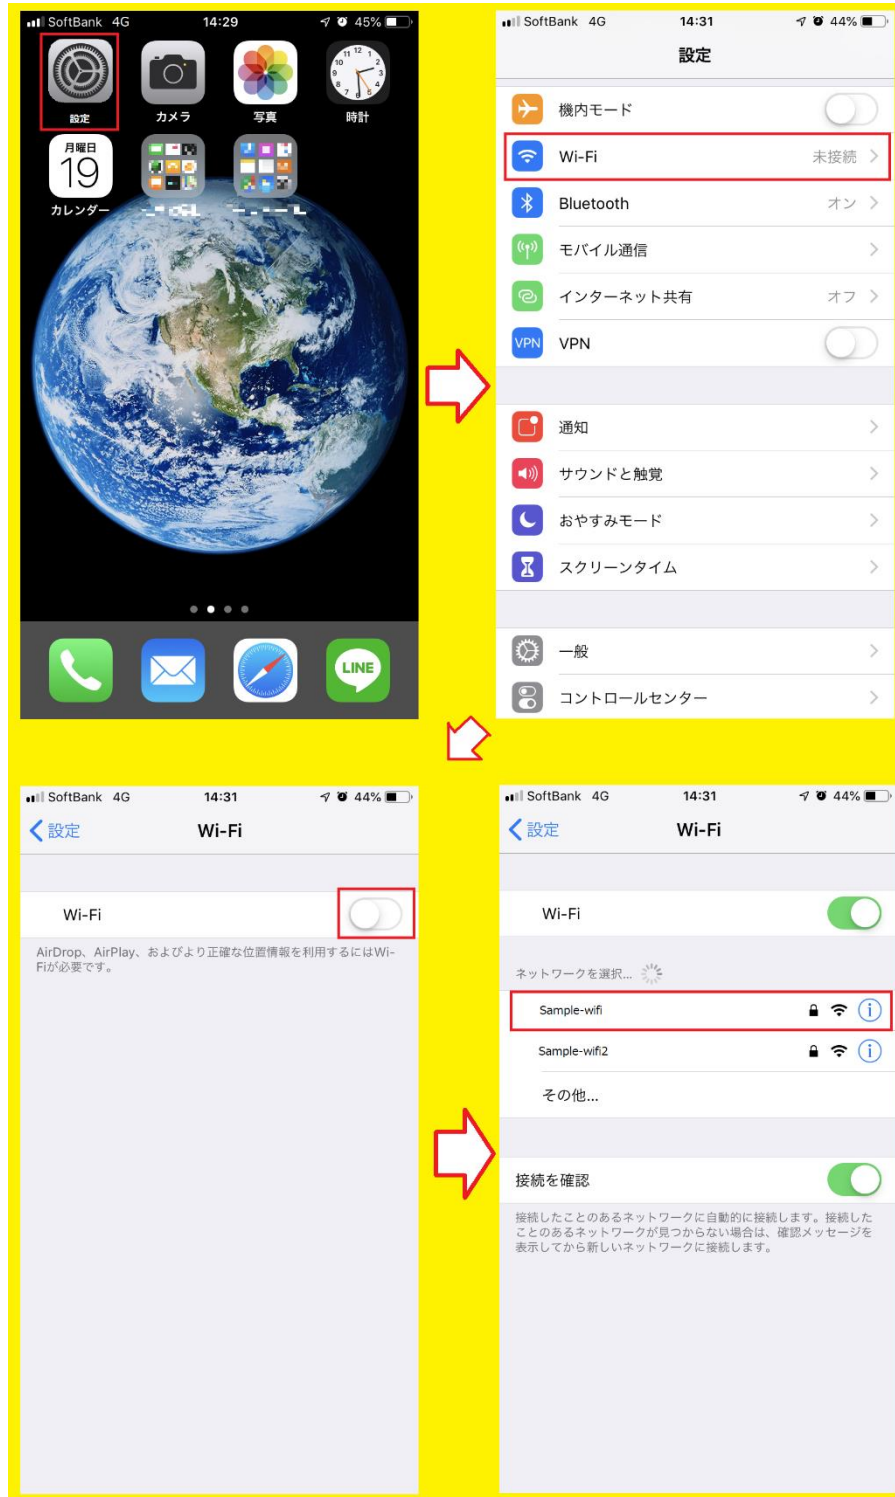 SoftBank 4G 14:29 45%
設定 カメラ 写真 時計
月曜日
19
カレンダー
LINE
SoftBank 4G 14:31 44%
設定
機内モード
Wi-Fi 未接続
Bluetooth オン
モバイル通信
インターネット共有 オフ
VPN VPN
通知
サウンドと触覚
おやすみモード
スクリーンタイム
一般
コントロールセンター
SoftBank 4G 14:31 44%
設定 Wi-Fi
Wi-Fi
AirDrop、AirPlay、およびより正確な位置情報を利用するにはWi-
Fiが必要です。
SoftBank 4G 14:31 44%
設定 Wi-Fi
Wi-Fi
ネットワークを選択...
Sample-wifi
Sample-wifi2
その他...
接続を確認
接続したことのあるネットワークに自動的に接続します。接続した
ことのあるネットワークが見つからない場合は、確認メッセージを
表示してから新しいネットワークに接続します。